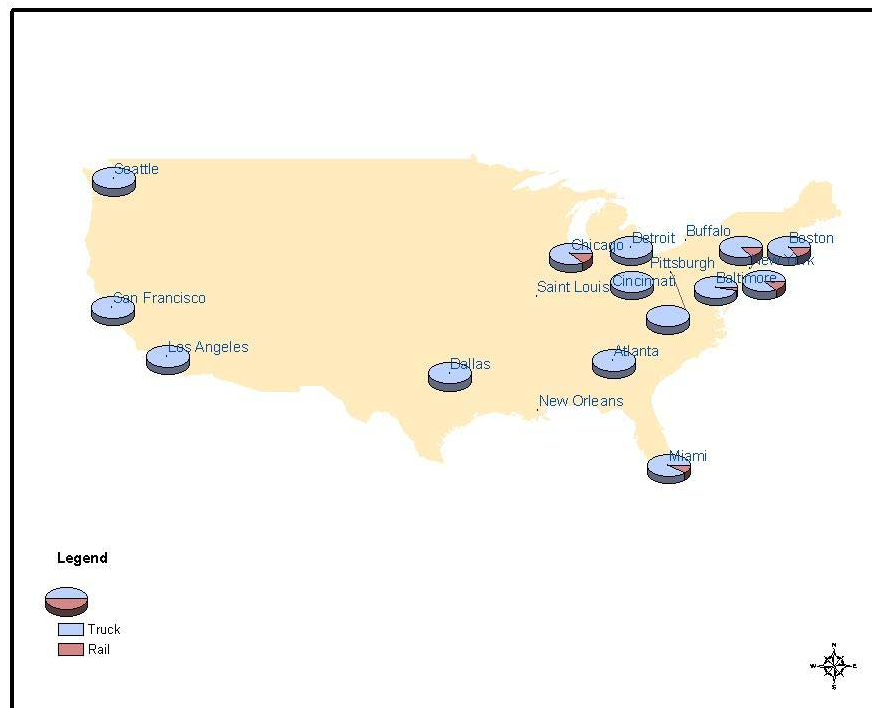 Seattle
Buffalo
Detroit
Boston
Chicago
New York
Pittsburgh
Baltimore
Cincinnati
Saint Louis
San Francisco
Los Angeles
Atlanta
Dallas
New Orleans
Miami
Legend
Truck
Rail
N
W E
S